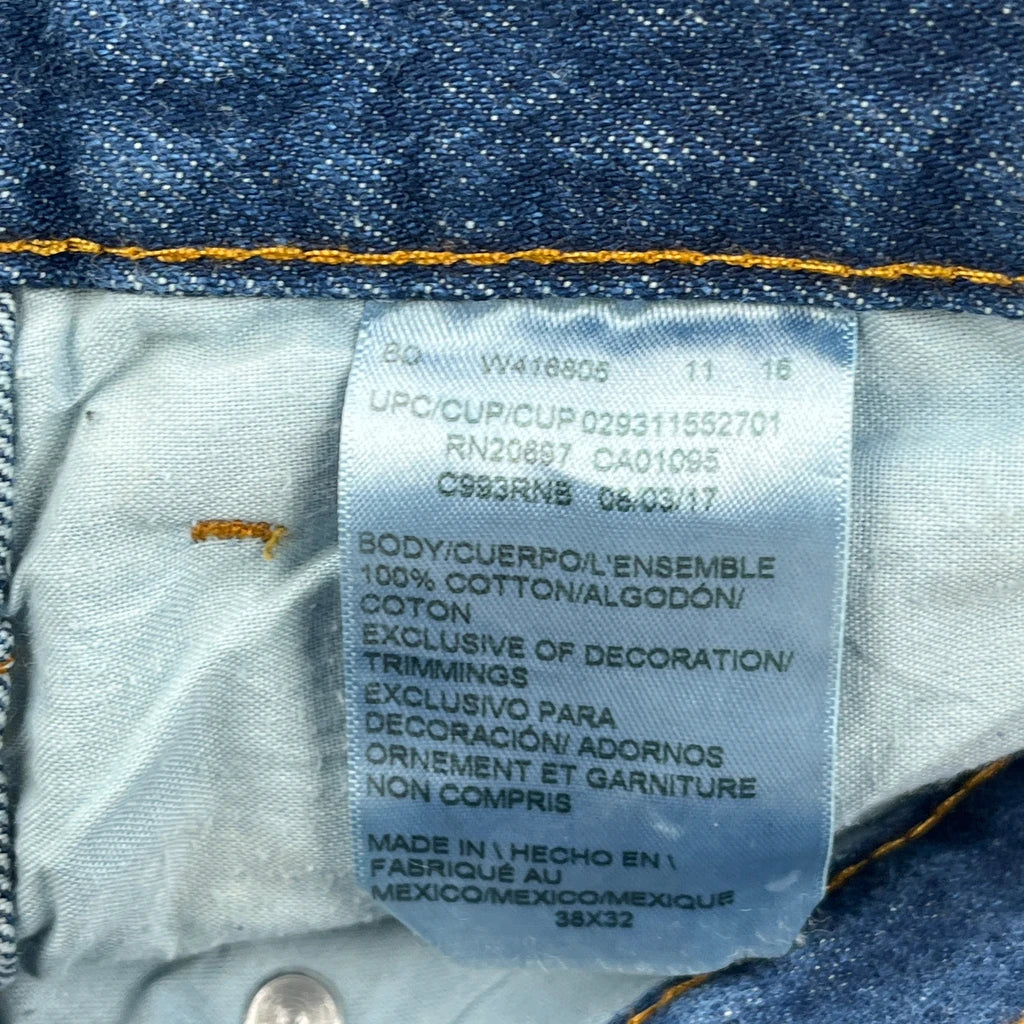 BO W416805 11 16
UPC/CUP/CUP 029311552701
RN20697 CA01095
C993RNB 08/03/17
BODY/CUERPO/L'ENSEMBLE
100% COTTON/ALGODÓN/
COTON
EXCLUSIVE OF DECORATION/
TRIMMINGS
EXCLUSIVO PARA
DECORACIÓN/ ADORNOS
ORNEMENT ET GARNITURE
NON COMPRIS
MADE IN \ HECHO EN \
FABRIQUÉ AU
MEXICO/MEXICO/MEXIQUE
38X32